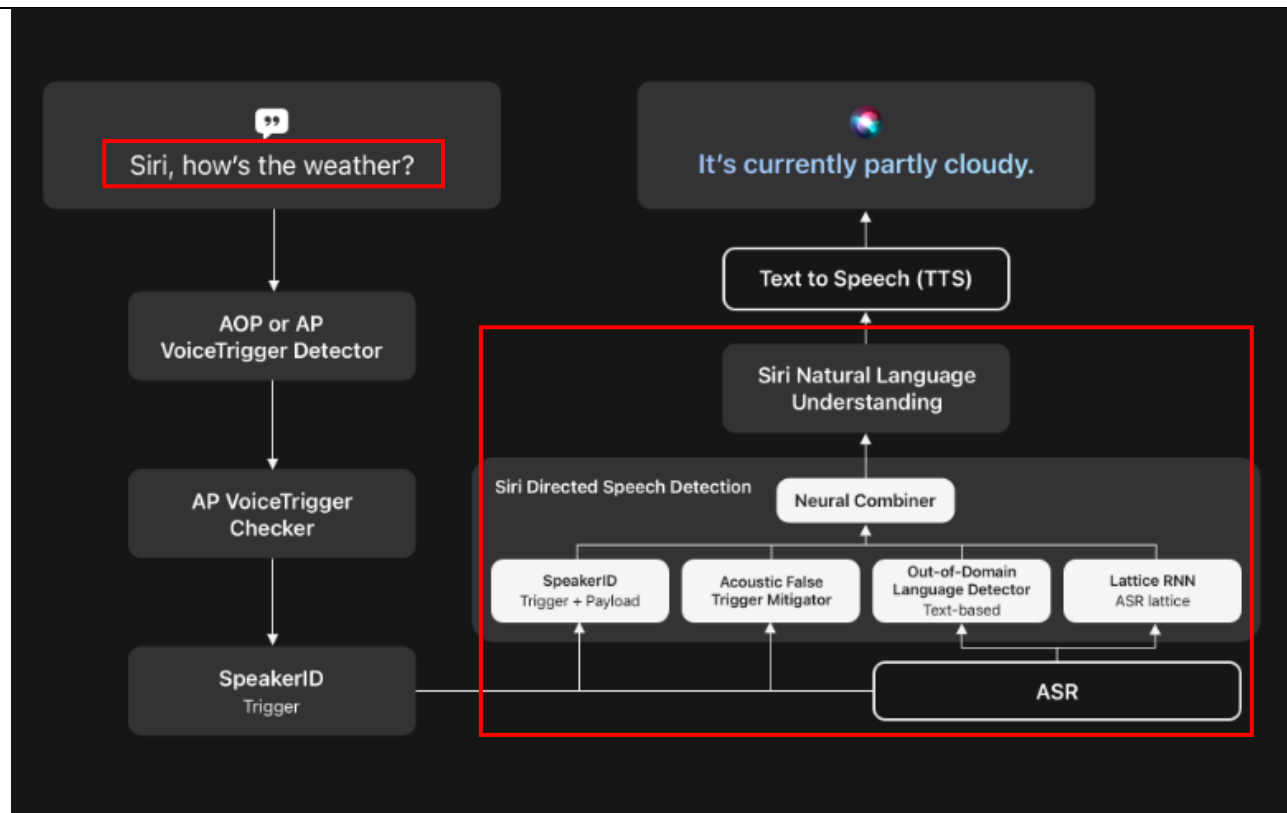 Siri, how's the weather?
AOP or AP
VoiceTrigger Detector
AP VoiceTrigger
Checker
SpeakerID
Trigger
It's currently partly cloudy.
Text to Speech (TTS)
Siri Natural Language
Understanding
Siri Directed Speech Detection
Neural Combiner
SpeakerID
Trigger + Payload
Acoustic False
Trigger Mitigator
Out-of-Domain
Language Detector
Text-based
Lattice RNN
ASR lattice
ASR